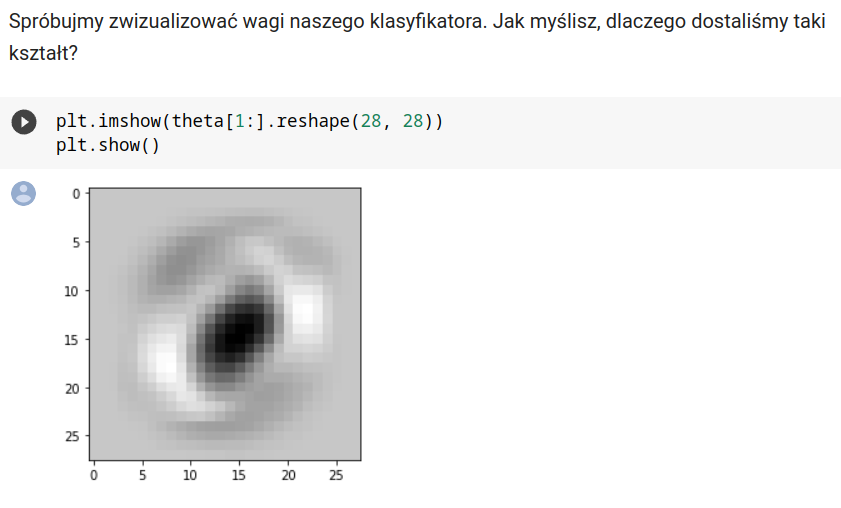 Spróbujmy zwizualizować wagi naszego klasyfikatora. Jak myślisz, dlaczego dostaliśmy taki
kształt?
plt.imshow(theta[1:].reshape(28, 28))
plt.show()
0
5
10
15
20
25
0 5 10 15 20 25